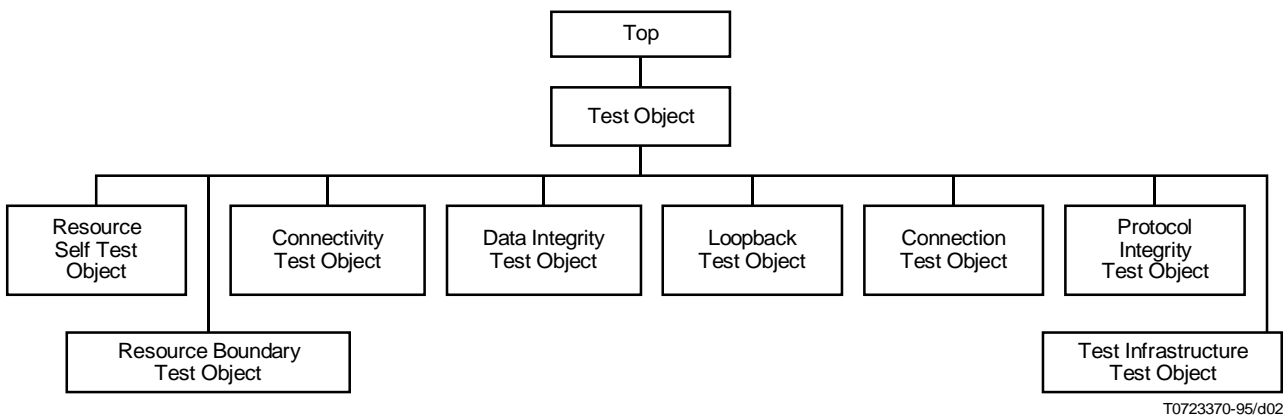 Top
Test Object
Resource
Self Test
Object
Connectivity
Test Object
Data Integrity
Test Object
Loopback
Test Object
Connection
Test Object
Protocol
Integrity
Test Object
Resource Boundary
Test Object
Test Infrastructure
Test Object
T0723370-95/d02